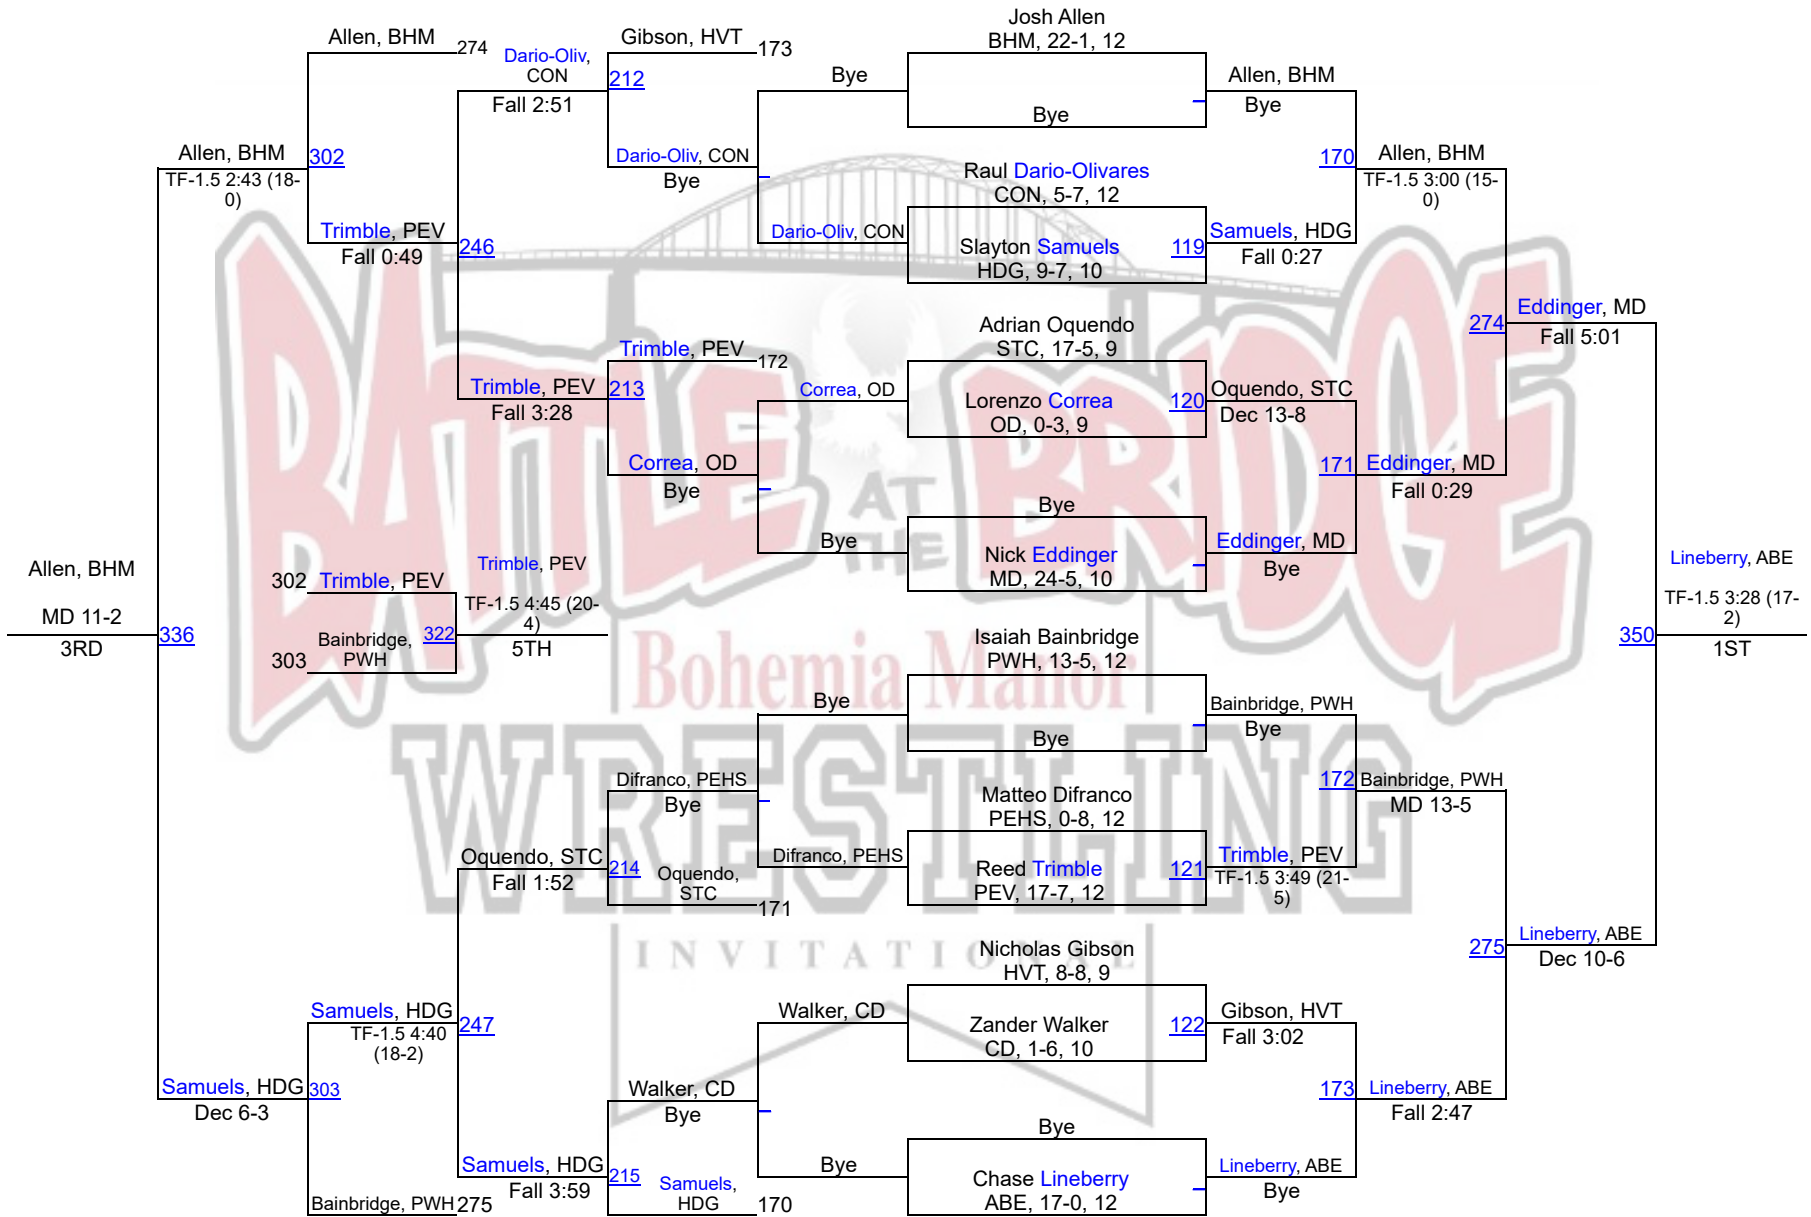 Josh Allen
BHM, 22-1, 12
Bye
Raul Dario-Olivares
CON, 5-7, 12
Slayton Samuels
HDG, 9-7, 10
119
Adrian Oquendo
STC, 17-5, 9
Lorenzo Correa
OD, 0-3, 9
120
Bye
Nick Eddinger
MD, 24-5, 10
Isaiah Bainbridge
PWH, 13-5, 12
Bye
Matteo Difranco
PEHS, 0-8, 12
Reed Trimble
PEV, 17-7, 12
121
Nicholas Gibson
HVT, 8-8, 9
Zander Walker
CD, 1-6, 10
122
Bye
Chase Lineberry
ABE, 17-0, 12
Allen, BHM
Bye
170
Samuels, HDG
Fall 0:27
Oquendo, STC
Dec 13-8
171
Eddinger, MD
Bye
Bainbridge, PWH
Bye
172
Trimble, PEV
TF-1.5 3:49 (21-
5)
Gibson, HVT
Fall 3:02
173
Lineberry, ABE
Bye
Allen, BHM
TF-1.5 3:00 (15-
0)
274
Eddinger, MD
Fall 0:29
Bainbridge, PWH
MD 13-5
275
Lineberry, ABE
Fall 2:47
Eddinger, MD
Fall 5:01
350
Lineberry, ABE
Dec 10-6
Lineberry, ABE
TF-1.5 3:28 (17-
2)
1ST
Bye
Dario-Oliv, CON
Correa, OD
Bye
Bye
Difranco, PEHS
Walker, CD
Bye
Gibson, HVT
173
212
Dario-Oliv, CON
Bye
Trimble, PEV
172
213
Correa, OD
Bye
Difranco, PEHS
Bye
214
Oquendo,
STC
171
Walker, CD
Bye
215
Samuels,
HDG
170
Dario-Oliv,
CON
Fall 2:51
246
Trimble, PEV
Fall 3:28
Oquendo, STC
Fall 1:52
247
Samuels, HDG
Fall 3:59
Allen, BHM
274
302
Trimble, PEV
Fall 0:49
Samuels, HDG
TF-1.5 4:40
(18-2)
303
Bainbridge, PWH
275
Allen, BHM
TF-1.5 2:43 (18-
0)
336
Samuels, HDG
Dec 6-3
Allen, BHM
MD 11-2
3RD
302
Trimble, PEV
303
Bainbridge,
PWH
322
Trimble, PEV
TF-1.5 4:45 (20-
4)
5TH
BATTLE
AT
THE
BRIDGE
Bohemia Manor
WRESTLING
INVITATIONAL